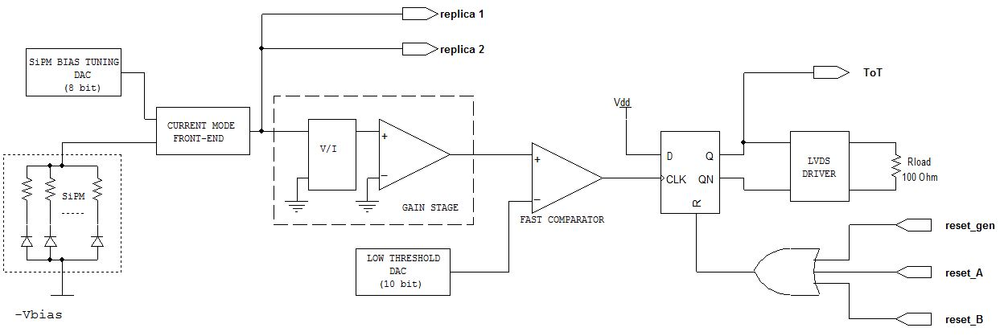 replica 1
replica 2
SiPM BIAS TUNING
DAC
(8 bit)
ToT
Vdd
CURRENT MODE
FRONT-END
V/I
+
−
GAIN STAGE
+
−
FAST COMPARATOR
D
Q
CLK
QN
R
LVDS
DRIVER
Rload
100 Ohm
SiPM
-----
LOW THRESHOLD
DAC
(10 bit)
reset_gen
reset_A
reset_B
-Vbias